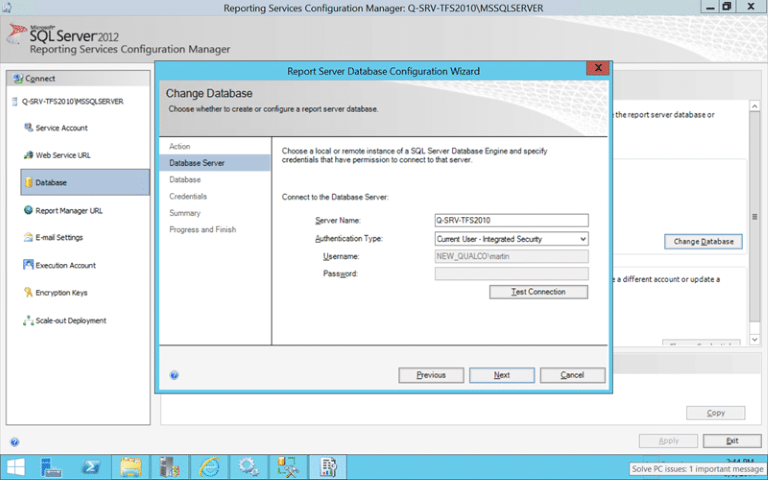 Reporting Services Configuration Manager: Q-SRV-TFS2010\MSSQLSERVER
Microsoft
SQL Server 2012
Reporting Services Configuration Manager
Connect
Q-SRV-TFS2010\MSSQLSERVER
Service Account
Web Service URL
Database
Report Manager URL
E-mail Settings
Execution Account
Encryption Keys
Scale-out Deployment
Report Server Database Configuration Wizard
X
Change Database
Choose whether to create or configure a report server database.
Action
Database Server
Database
Credentials
Summary
Progress and Finish
Choose a local or remote instance of a SQL Server Database Engine and specify
credentials that have permission to connect to that server.
Connect to the Database Server:
Server Name: Q-SRV-TFS2010
Authentication Type: Current User - Integrated Security
Username: NEW_QUALCO\martin
Password:
Test Connection
Previous Next Cancel
the report server database or
Change Database
e a different account or update a
Copy
Apply Exit
Solve PC issues: 1 important message